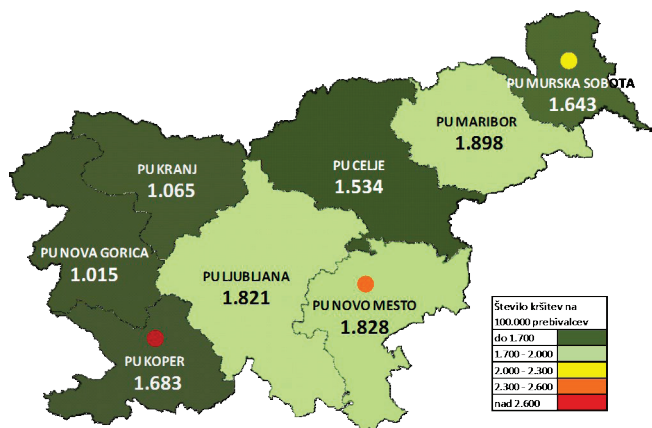 PU MURSKA SOBOTA
1.643
PU MARIBOR
1.898
PU CELJE
1.534
PU KRANJ
1.065
PU NOVA GORICA
1.015
PU LJUBLJANA
1.821
PU NOVO MESTO
1.828
PU KOPER
1.683
Število kršitev na
100.000 prebivalcev
do 1.700
1.700 - 2.000
2.000 - 2.300
2.300 - 2.600
nad 2.600